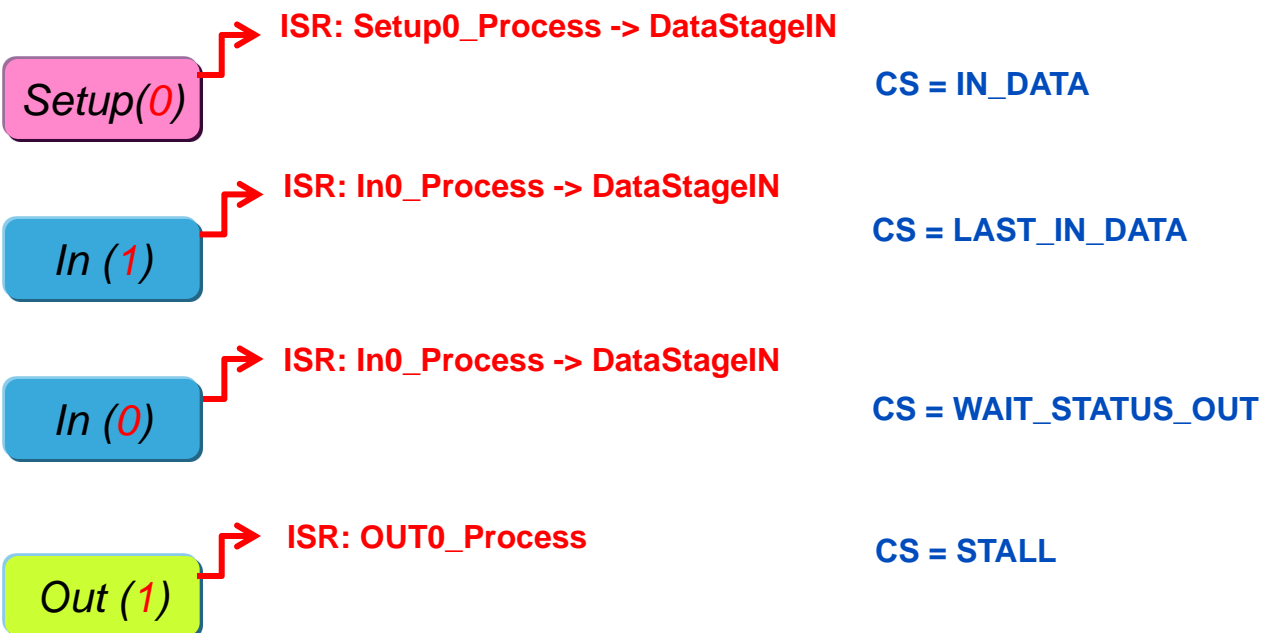 ISR: Setup0_Process -> DataStageIN
Setup(0)
CS = IN_DATA
ISR: In0_Process -> DataStageIN
In (1)
CS = LAST_IN_DATA
ISR: In0_Process -> DataStageIN
In (0)
CS = WAIT_STATUS_OUT
ISR: OUT0_Process
Out (1)
CS = STALL